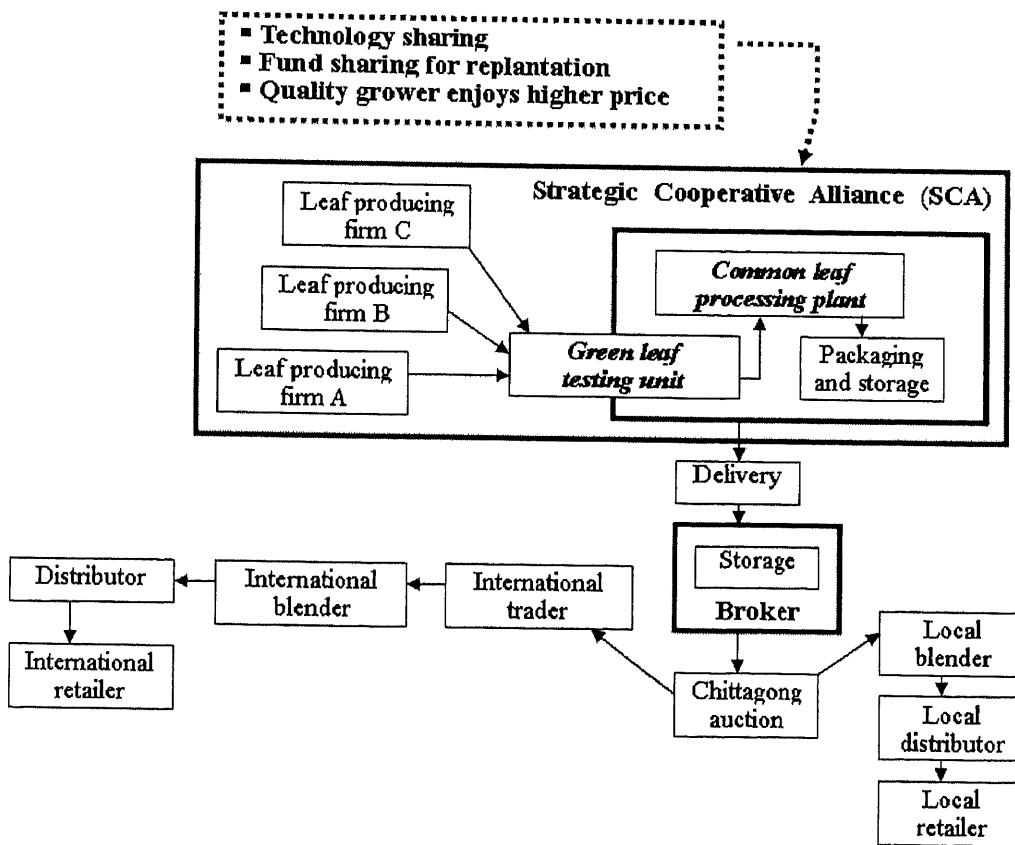 ▪ Technology sharing
▪ Fund sharing for replantation
▪ Quality grower enjoys higher price
Strategic Cooperative Alliance (SCA)
Leaf producing
firm C
Leaf producing
firm B
Leaf producing
firm A
Green leaf
testing unit
Common leaf
processing plant
Packaging
and storage
Delivery
Storage
Broker
Chittagong
auction
International
trader
International
blender
Distributor
International
retailer
Local
blender
Local
distributor
Local
retailer